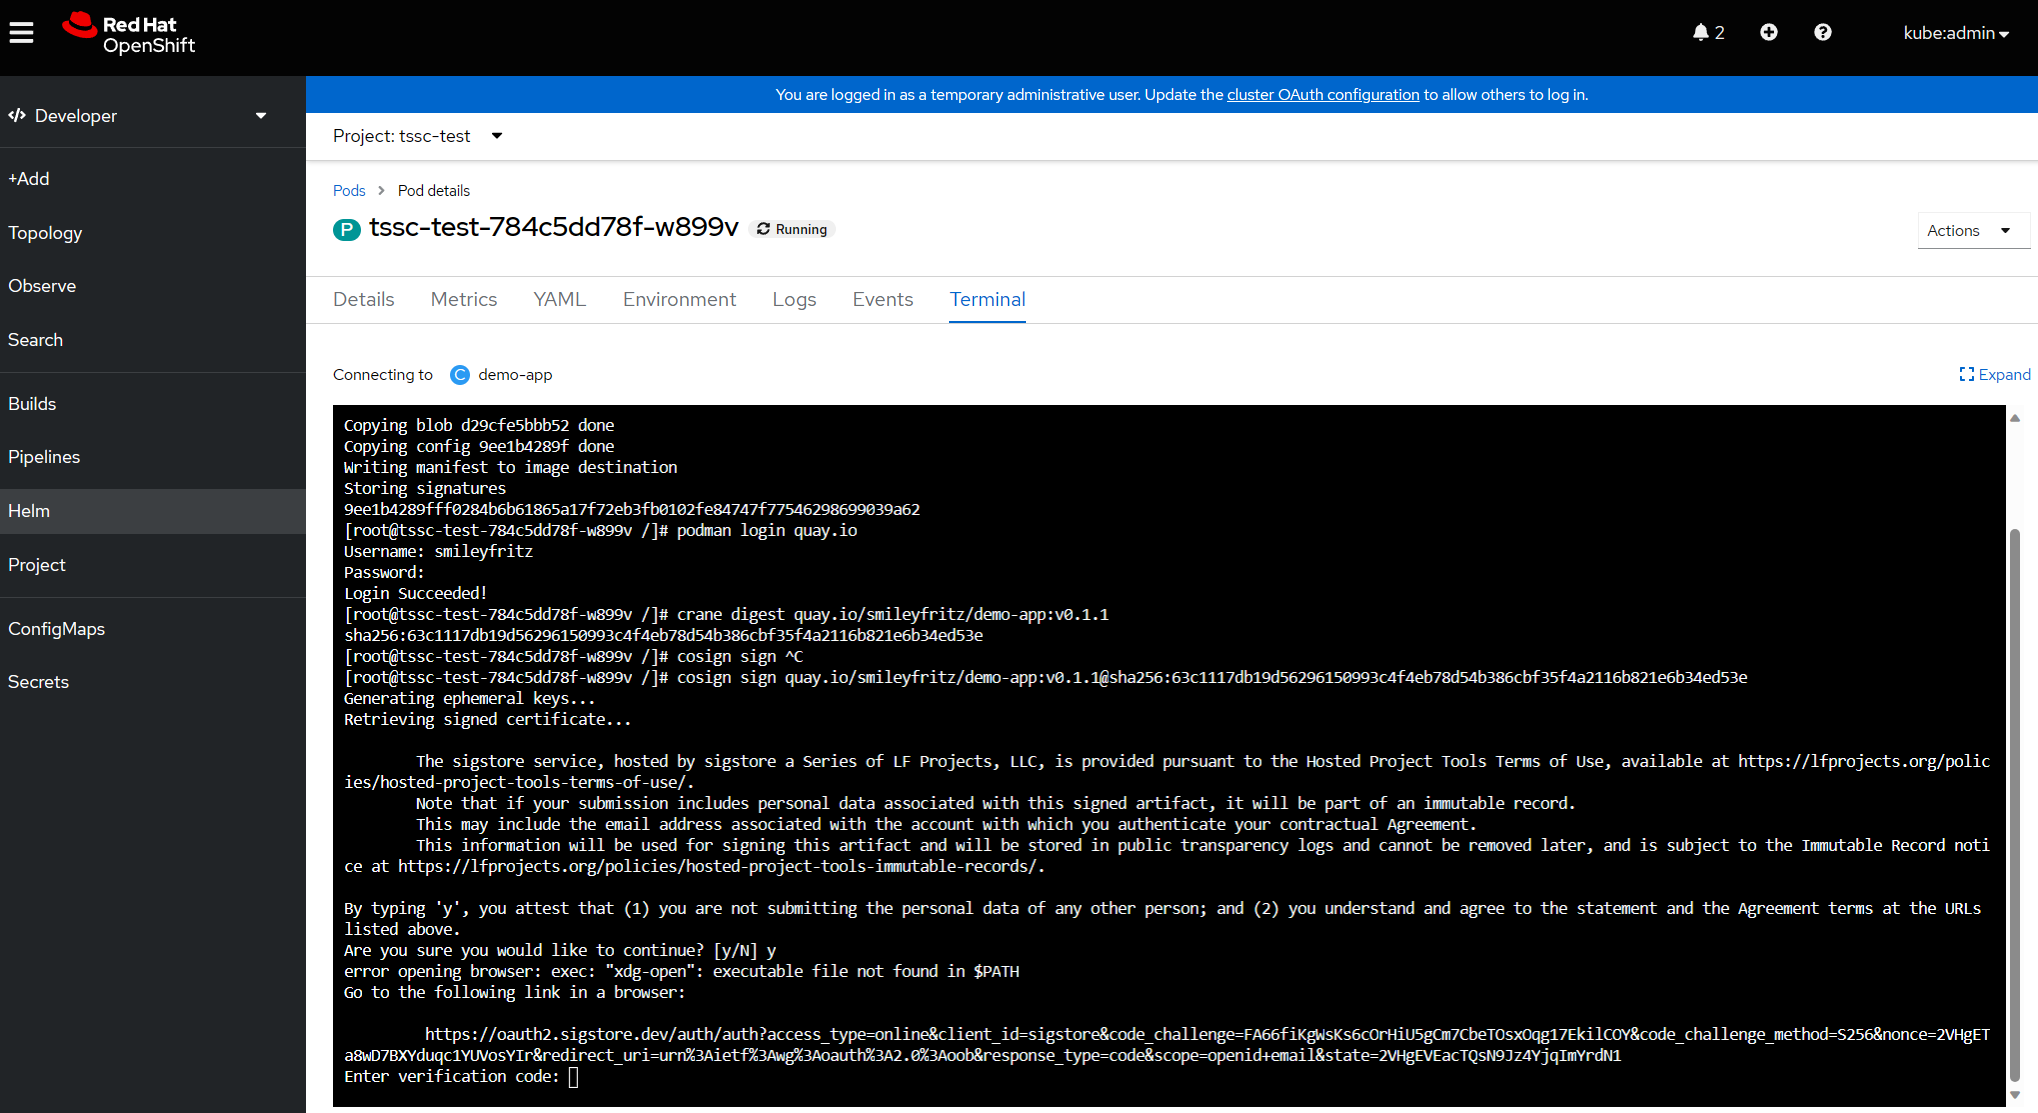 Red Hat
OpenShift
2
kube:admin
Developer
+Add
Topology
Observe
Search
Builds
Pipelines
Helm
Project
ConfigMaps
Secrets
You are logged in as a temporary administrative user. Update the cluster OAuth configuration to allow others to log in.
Project: tssc-test
Pods > Pod details
P tssc-test-784c5dd78f-w899v Running
Actions
Details Metrics YAML Environment Logs Events Terminal
Connecting to C demo-app
Expand
Copying blob d29cfe5bbb52 done
Copying config 9ee1b4289f done
Writing manifest to image destination
Storing signatures
9ee1b4289fff0284b6b61865a17f72eb3fb0102fe84747f77546298699039a62
[root@tssc-test-784c5dd78f-w899v /]# podman login quay.io
Username: smileyfritz
Password:
Login Succeeded!
[root@tssc-test-784c5dd78f-w899v /]# crane digest quay.io/smileyfritz/demo-app:v0.1.1
sha256:63c1117db19d56296150993c4f4eb78d54b386cbf35f4a2116b821e6b34ed53e
[root@tssc-test-784c5dd78f-w899v /]# cosign sign ^C
[root@tssc-test-784c5dd78f-w899v /]# cosign sign quay.io/smileyfritz/demo-app:v0.1.1@sha256:63c1117db19d56296150993c4f4eb78d54b386cbf35f4a2116b821e6b34ed53e
Generating ephemeral keys...
Retrieving signed certificate...
The sigstore service, hosted by sigstore a Series of LF Projects, LLC, is provided pursuant to the Hosted Project Tools Terms of Use, available at https://lfprojects.org/polic
ies/hosted-project-tools-terms-of-use/.
Note that if your submission includes personal data associated with this signed artifact, it will be part of an immutable record.
This may include the email address associated with the account with which you authenticate your contractual Agreement.
This information will be used for signing this artifact and will be stored in public transparency logs and cannot be removed later, and is subject to the Immutable Record noti
ce at https://lfprojects.org/policies/hosted-project-tools-immutable-records/.
By typing 'y', you attest that (1) you are not submitting the personal data of any other person; and (2) you understand and agree to the statement and the Agreement terms at the URLs
listed above.
Are you sure you would like to continue? [y/N] y
error opening browser: exec: "xdg-open": executable file not found in $PATH
Go to the following link in a browser:
https://oauth2.sigstore.dev/auth/auth?access_type=online&client_id=sigstore&code_challenge=FA66fiKgWsKs6cOrHiU5gCm7CbeTOsxOqg17EkilCOY&code_challenge_method=S256&nonce=2VHgET
a8wD7BXYduqc1YUVosYIr&redirect_uri=urn%3Aietf%3Awg%3Aoauth%3A2.0%3Aoob&response_type=code&scope=openid+email&state=2VHgEVEacTQsN9Jz4YjqImYrdN1
Enter verification code: